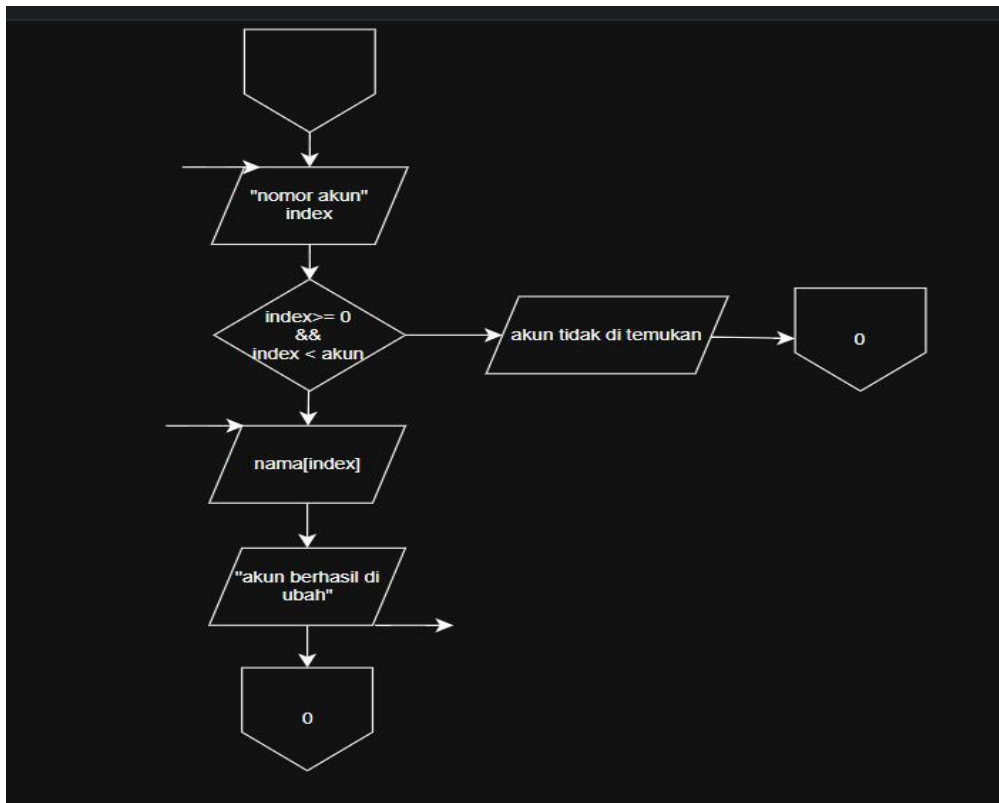 "nomor akun"
index
index>= 0
&&
index < akun
akun tidak di temukan
0
nama[index]
"akun berhasil di
ubah"
0